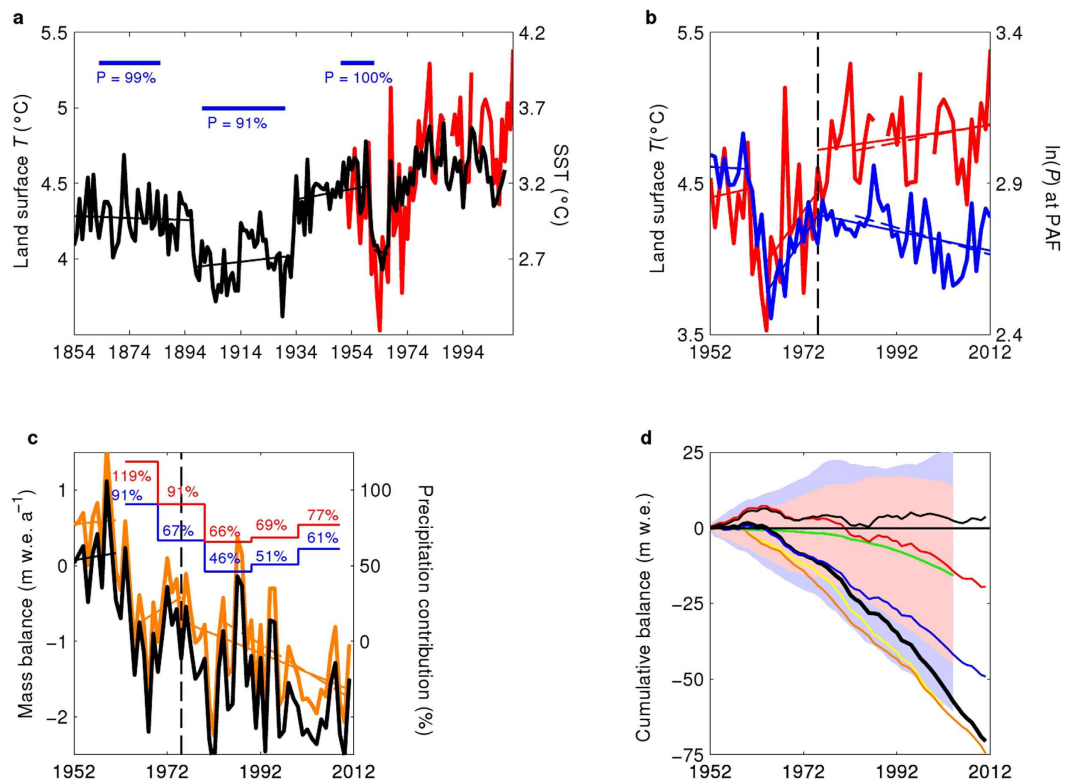 a
5.5
5
4.5
4
Land surface T (°C)
4.2
3.7
3.2
2.7
SST (°C)
P = 99%
P = 91%
P = 100%
1854 1874 1894 1914 1934 1954 1974 1994
b
5.5
4.5
3.5
Land surface T(°C)
3.4
2.9
2.4
ln(P) at PAF
1952 1972 1992 2012
c
1
0
−1
−2
Mass balance (m w.e. a⁻¹)
100
50
0
Precipitation contribution (%)
119%
91%
66%
69%
77%
91%
67%
46%
51%
61%
1952 1972 1992 2012
d
25
0
−25
−50
−75
Cumulative balance (m w.e.)
1952 1972 1992 2012